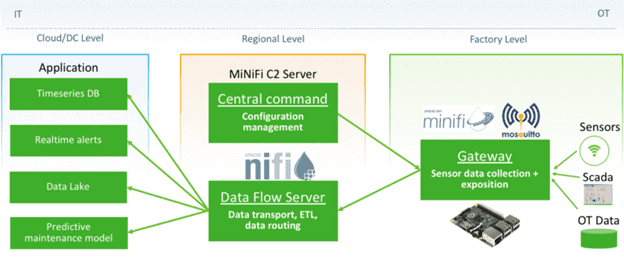 IT
OT
Cloud/DC Level
Regional Level
Factory Level
Application
Timeseries DB
Realtime alerts
Data Lake
Predictive
maintenance model
MiNiFi C2 Server
Central command
Configuration
management
APACHE
nifi
Data Flow Server
Data transport, ETL,
data routing
minifi
mosquitto
Gateway
Sensor data collection +
exposition
Sensors
Scada
OT Data